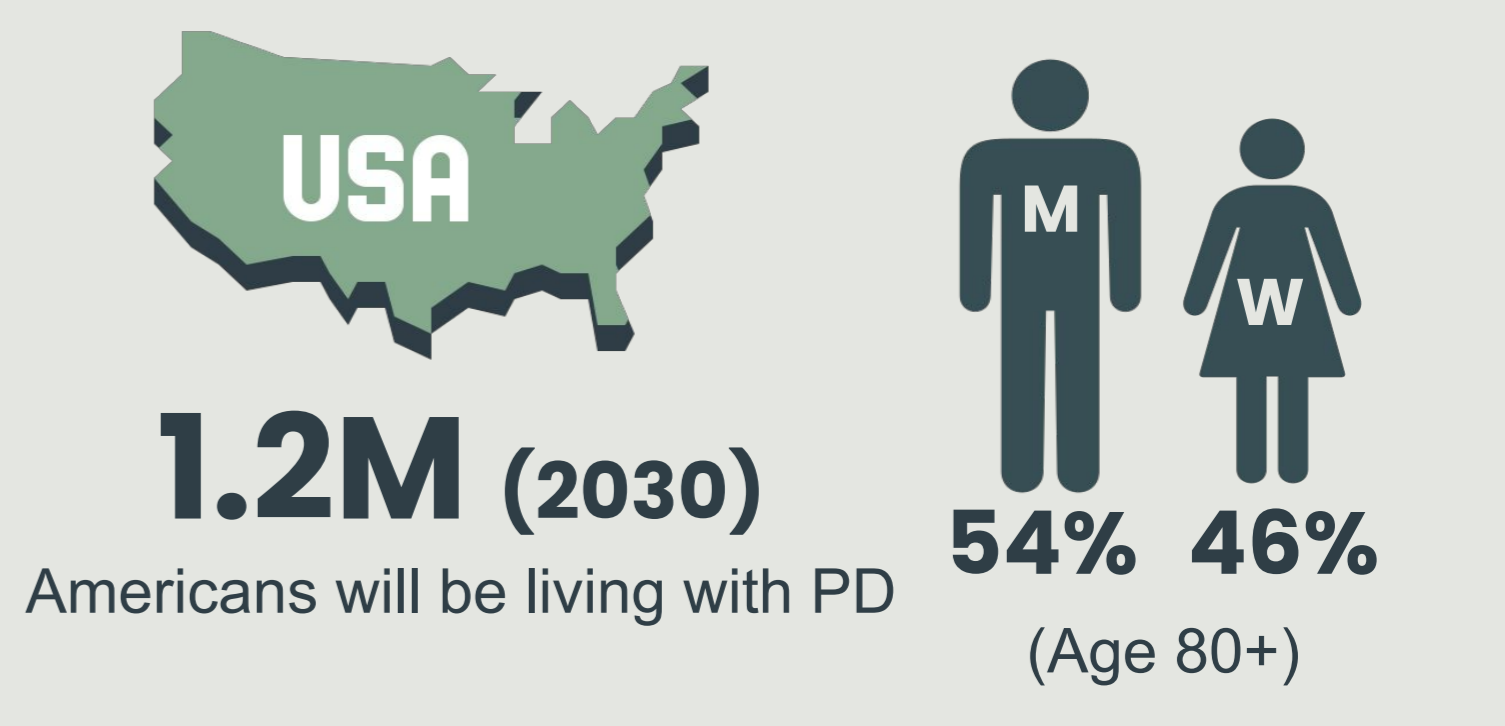 USA
1.2M (2030)
Americans will be living with PD
M
W
54% 46%
(Age 80+)